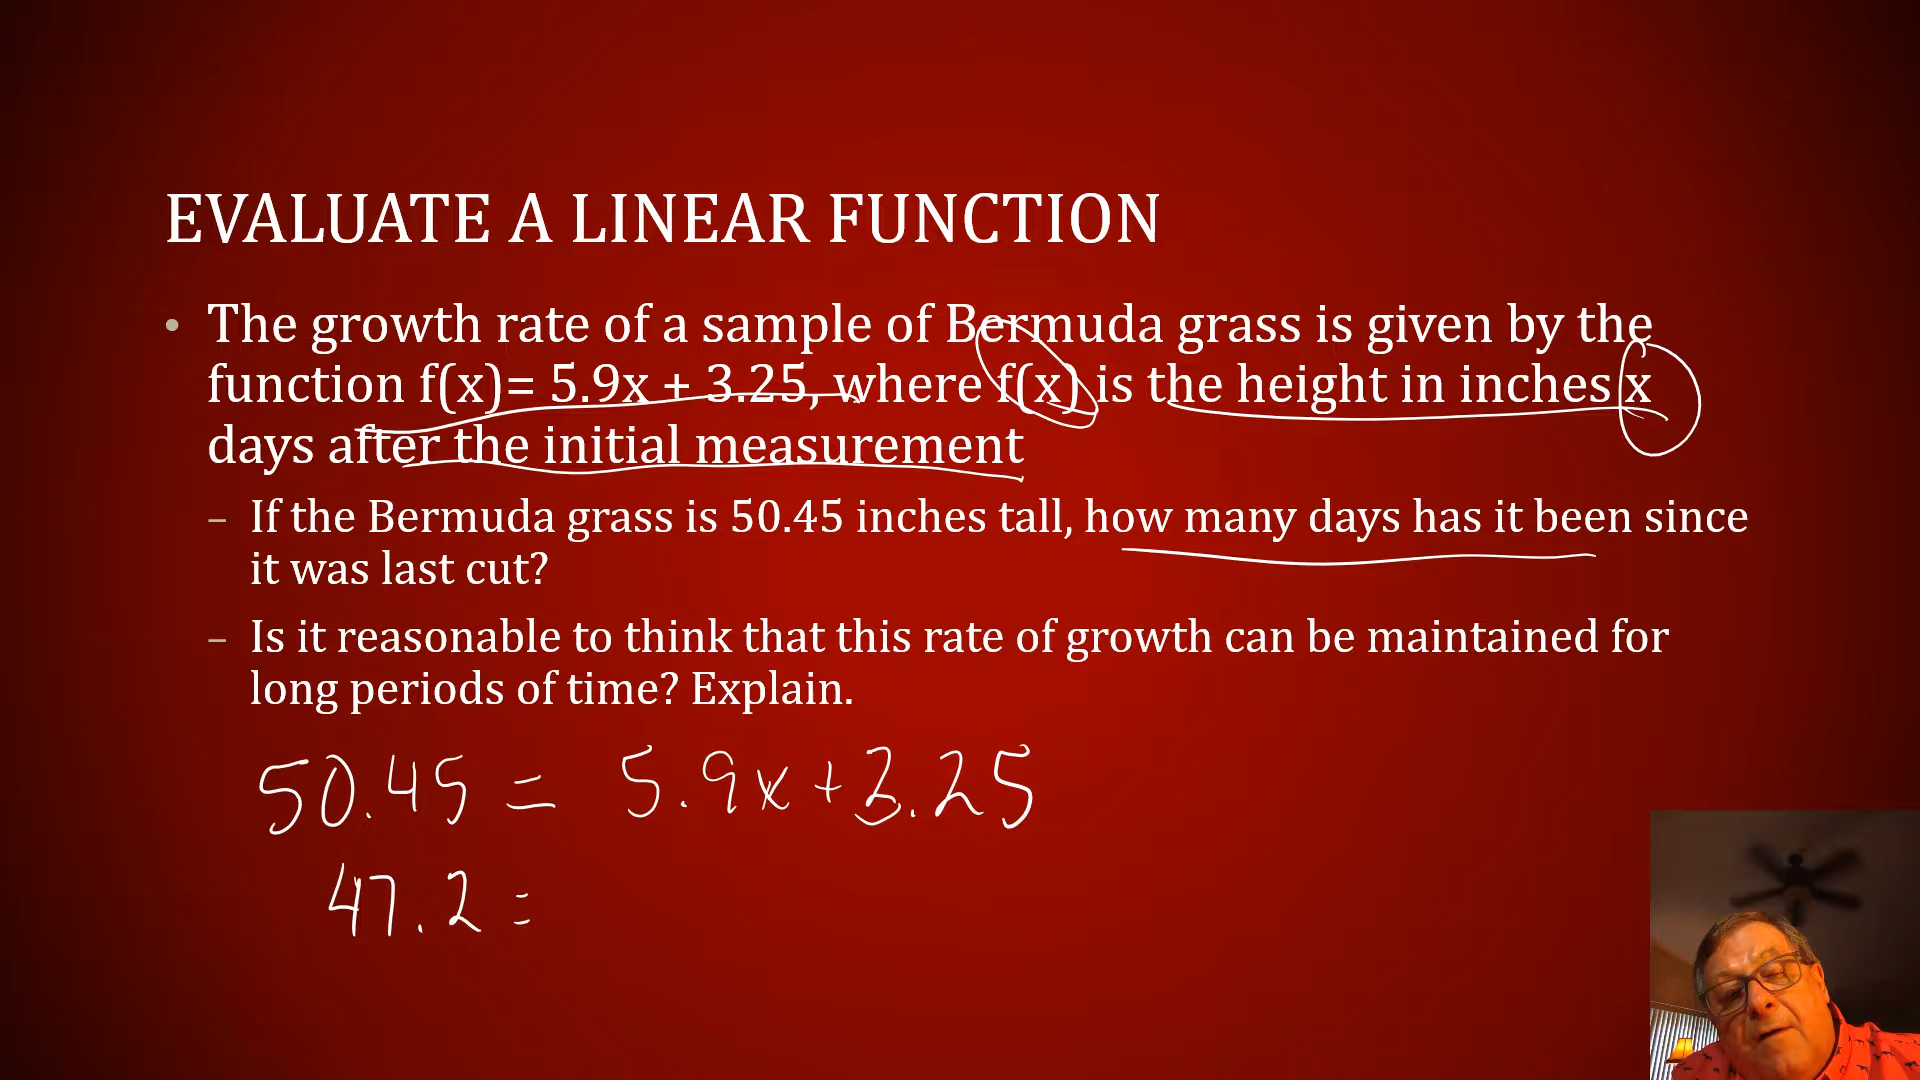 EVALUATE A LINEAR FUNCTION
• The growth rate of a sample of Bermuda grass is given by the
function f(x)= 5.9x + 3.25, where f(x) is the height in inches x
days after the initial measurement
– If the Bermuda grass is 50.45 inches tall, how many days has it been since
it was last cut?
– Is it reasonable to think that this rate of growth can be maintained for
long periods of time? Explain.
50.45 = 5.9x+3.25
47.2 =